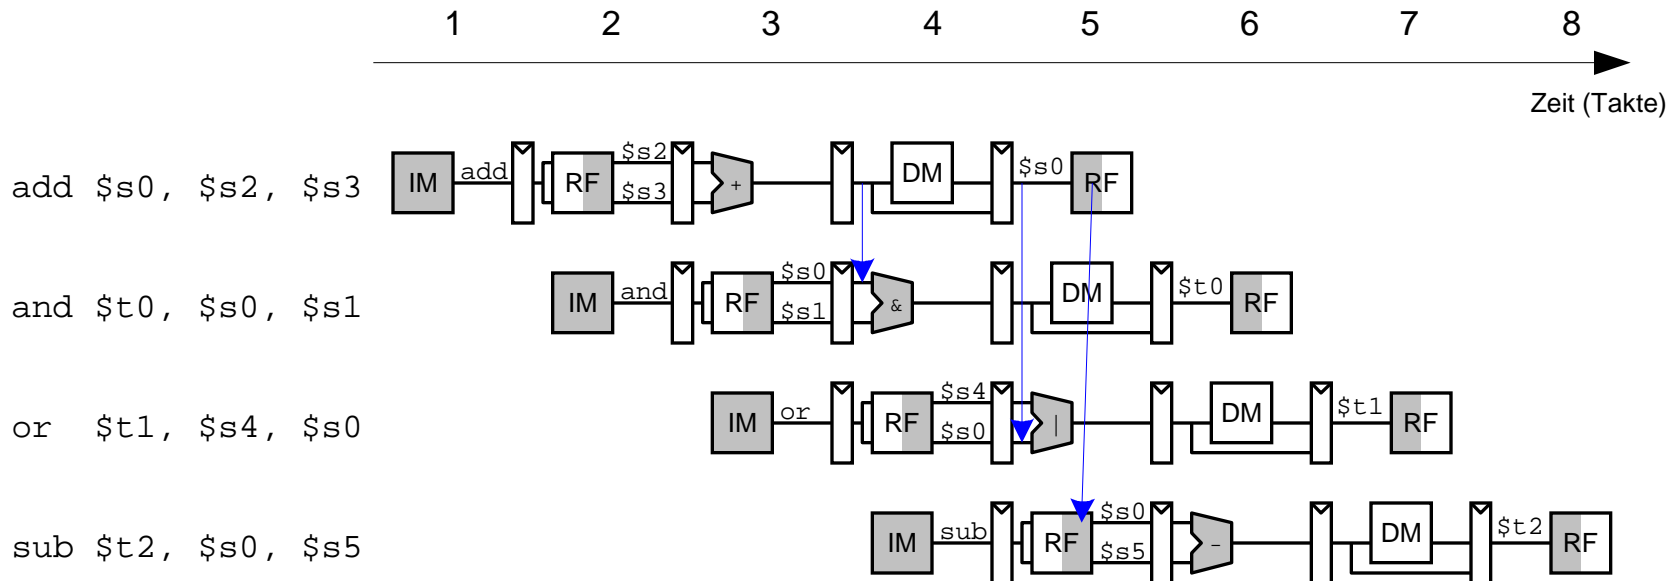 1 2 3 4 5 6 7 8
Zeit (Takte)
add $s0, $s2, $s3 IM add RF $s2 $s3 + DM $s0 RF
and $t0, $s0, $s1 IM and RF $s0 $s1 & DM $t0 RF
or $t1, $s4, $s0 IM or RF $s4 $s0 | DM $t1 RF
sub $t2, $s0, $s5 IM sub RF $s0 $s5 - DM $t2 RF